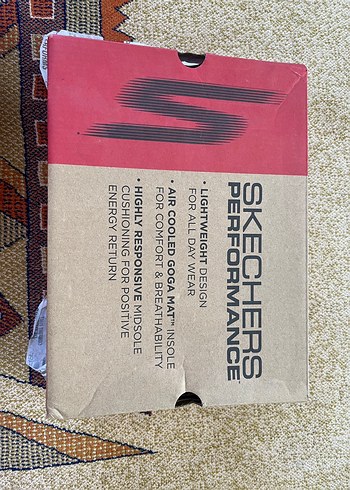 SKECHERS
PERFORMANCE
• LIGHTWEIGHT DESIGN
FOR ALL DAY WEAR
• AIR COOLED GOGA MAT™ INSOLE
FOR COMFORT & BREATHABILITY
• HIGHLY RESPONSIVE MIDSOLE
CUSHIONING FOR POSITIVE
ENERGY RETURN